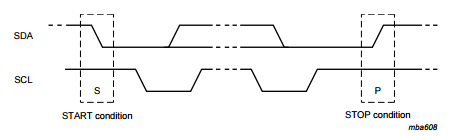 SDA
SCL
S
P
START condition
STOP condition
mba608